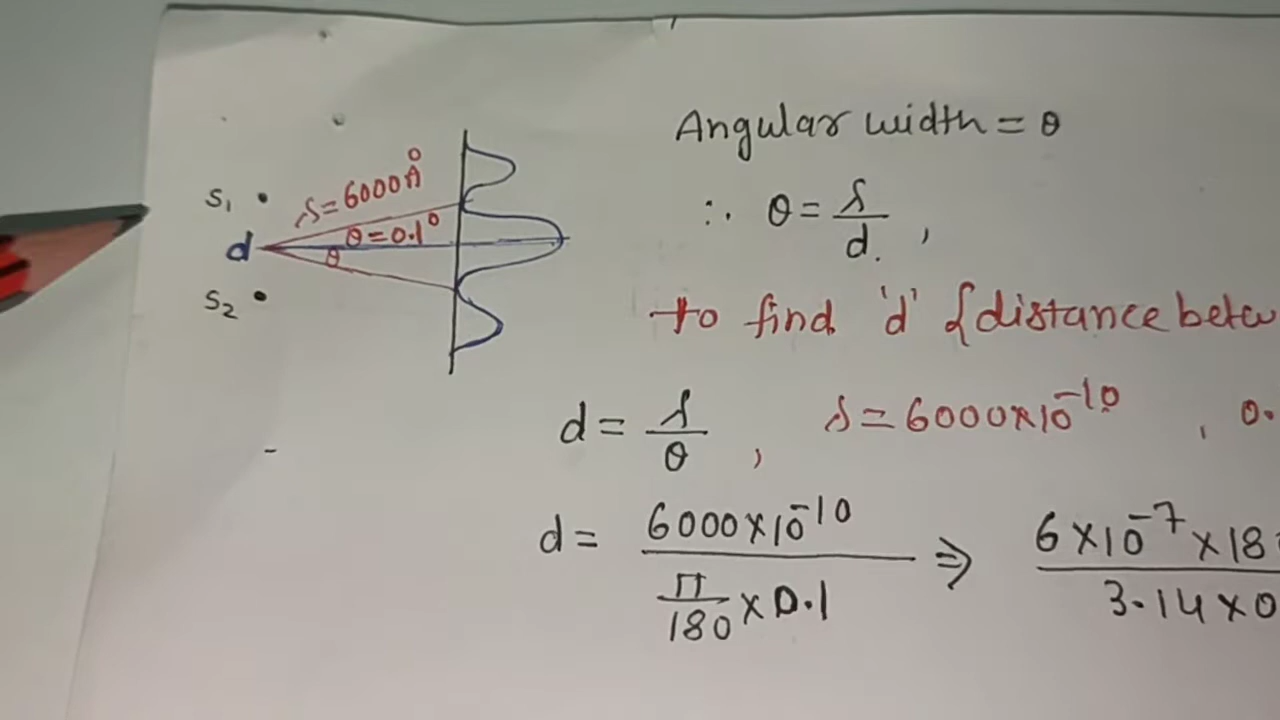 Angular width = θ
S₁
λ = 6000 Å
θ = 0.1°
d
θ
S₂
∴ θ = λ/d,
to find 'd' {distance
d = λ/θ, λ = 6000×10⁻¹⁰, 0.
d = 6000×10⁻¹⁰ / (π/180 × 0.1) ⇒ 6×10⁻⁷×18 / 3.14×0